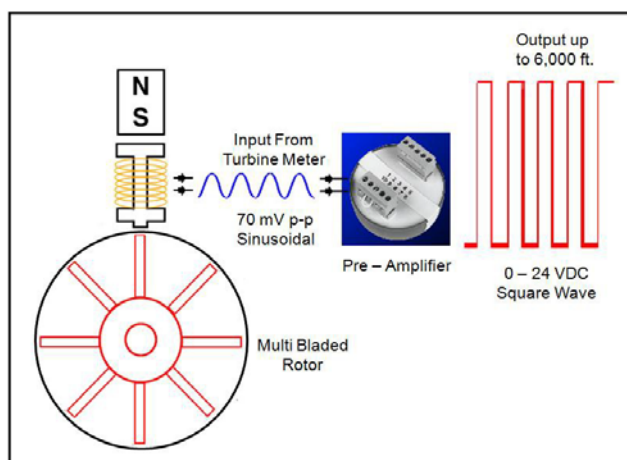 Output up
to 6,000 ft.
N
S
Input From
Turbine Meter
70 mV p-p
Sinusoidal
Pre – Amplifier
0 – 24 VDC
Square Wave
Multi Bladed
Rotor